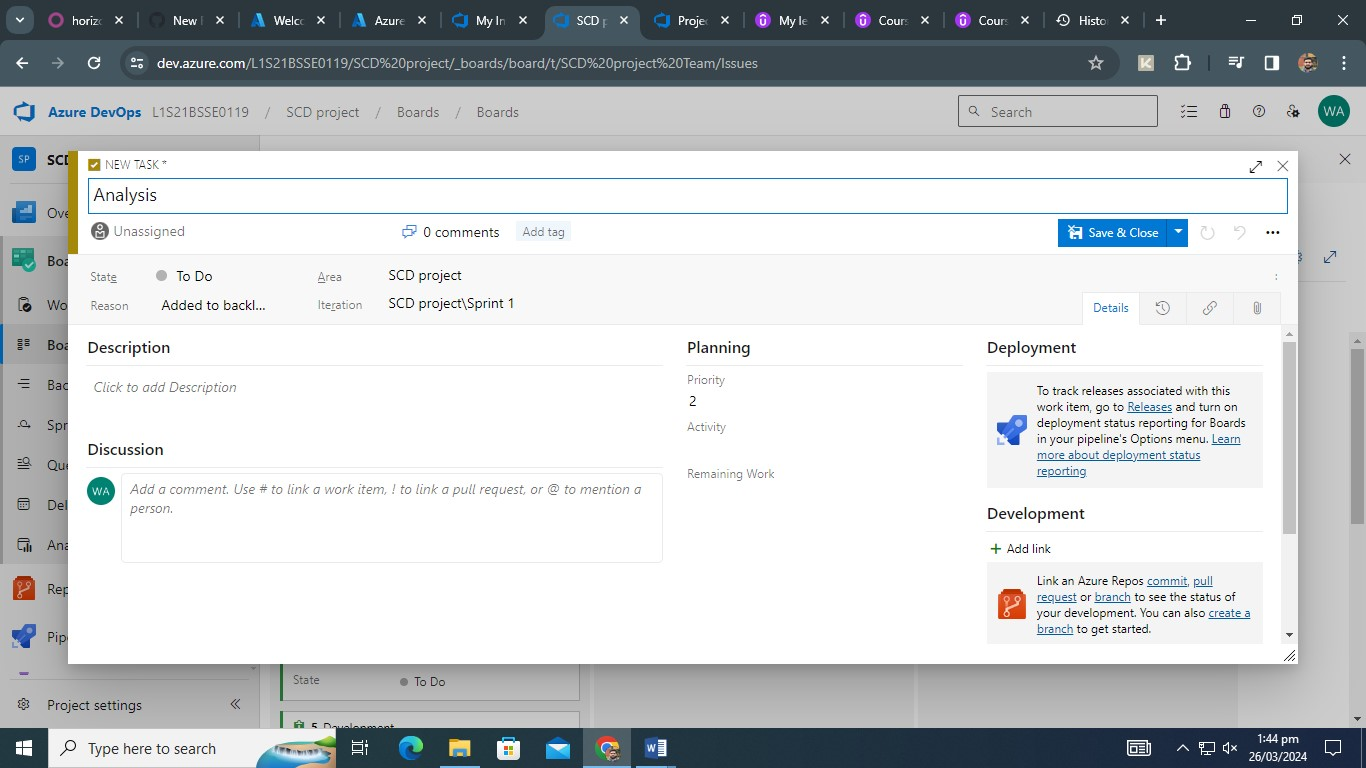 horiz
New
Welcc
Azure
My In
SCD p
Projec
My le
Cours
Cours
Histo
dev.azure.com/L1S21BSSE0119/SCD%20project/_boards/board/t/SCD%20project%20Team/Issues
Azure DevOps L1S21BSSE0119 / SCD project / Boards / Boards
Search
WA
SP SCD
NEW TASK *
Analysis
Unassigned
0 comments
Add tag
Save & Close
State To Do
Area SCD project
Reason Added to backl...
Iteration SCD project\Sprint 1
Details
Ove
Boa
Wo
Boa
Bac
Spr
Que
Del
Ana
Rep
Pip
Project settings
Description
Click to add Description
Discussion
WA
Add a comment. Use # to link a work item, ! to link a pull request, or @ to mention a
person.
Planning
Priority
2
Activity
Remaining Work
Deployment
To track releases associated with this
work item, go to Releases and turn on
deployment status reporting for Boards
in your pipeline's Options menu. Learn
more about deployment status
reporting
Development
Add link
Link an Azure Repos commit, pull
request or branch to see the status of
your development. You can also create a
branch to get started.
State To Do
5 Development
Type here to search
1:44 pm
26/03/2024